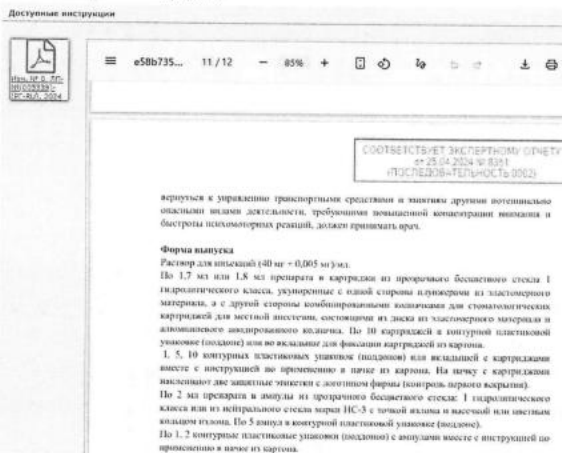 Доступные инструкции
e58b735... 11 / 12 − 85% +
Изм. № 0, ЛП-
СООТВЕТСТВУЕТ ЭКСПЕРТНОМУ ОТЧЕТУ
от 25.04.2024 № 8351
(ПОСЛЕДОВАТЕЛЬНОСТЬ 0002)
вернуться к управлению транспортными средствами и занятиям другими потенциально
опасными видами деятельности, требующими повышенной концентрации внимания и
быстроты психомоторных реакций, должен принимать врач.
Форма выпуска
Раствор для инъекций (40 мг + 0,005 мг)/мл.
По 1,7 мл или 1,8 мл препарата в картриджи из прозрачного бесцветного стекла 1
гидролитического класса, укупоренные с одной стороны плунжерами из эластомерного
материала, а с другой стороны комбинированными колпачками для стоматологических
картриджей для местной анестезии, состоящими из диска из эластомерного материала и
алюминиевого анодированного колпачка. По 10 картриджей в контурной пластиковой
упаковке (поддоне) или во вкладыше для фиксации картриджей из картона.
1, 5, 10 контурных пластиковых упаковок (поддонов) или вкладышей с картриджами
вместе с инструкцией по применению в пачке из картона. На пачку с картриджами
наклеивают две защитные этикетки с логотипом фирмы (контроль первого вскрытия).
По 2 мл препарата в ампулы из прозрачного бесцветного стекла: 1 гидролитического
класса или из нейтрального стекла марки НС-3 с точкой излома и насечкой или цветным
кольцом излома. По 5 ампул в контурной пластиковой упаковке (поддоне).
По 1, 2 контурные пластиковые упаковки (поддонов) с ампулами вместе с инструкцией по
применению в пачке из картона.